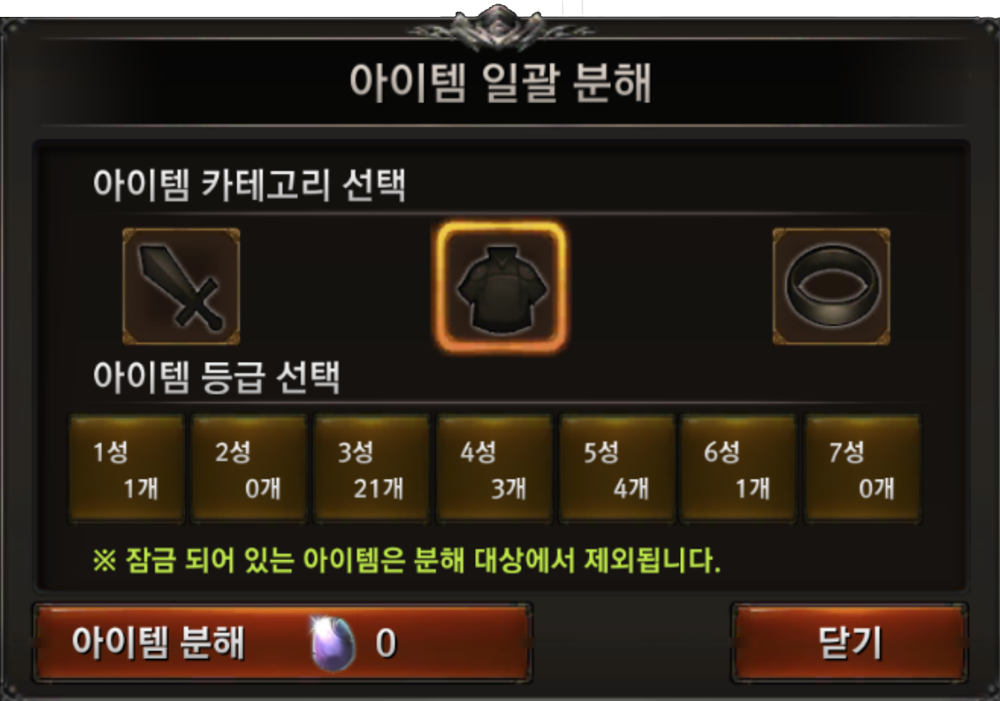 아이템 일괄 분해
아이템 카테고리 선택
아이템 등급 선택
1성 2성 3성 4성 5성 6성 7성
1개 0개 21개 3개 4개 1개 0개
※ 잠금 되어 있는 아이템은 분해 대상에서 제외됩니다.
아이템 분해 0 닫기